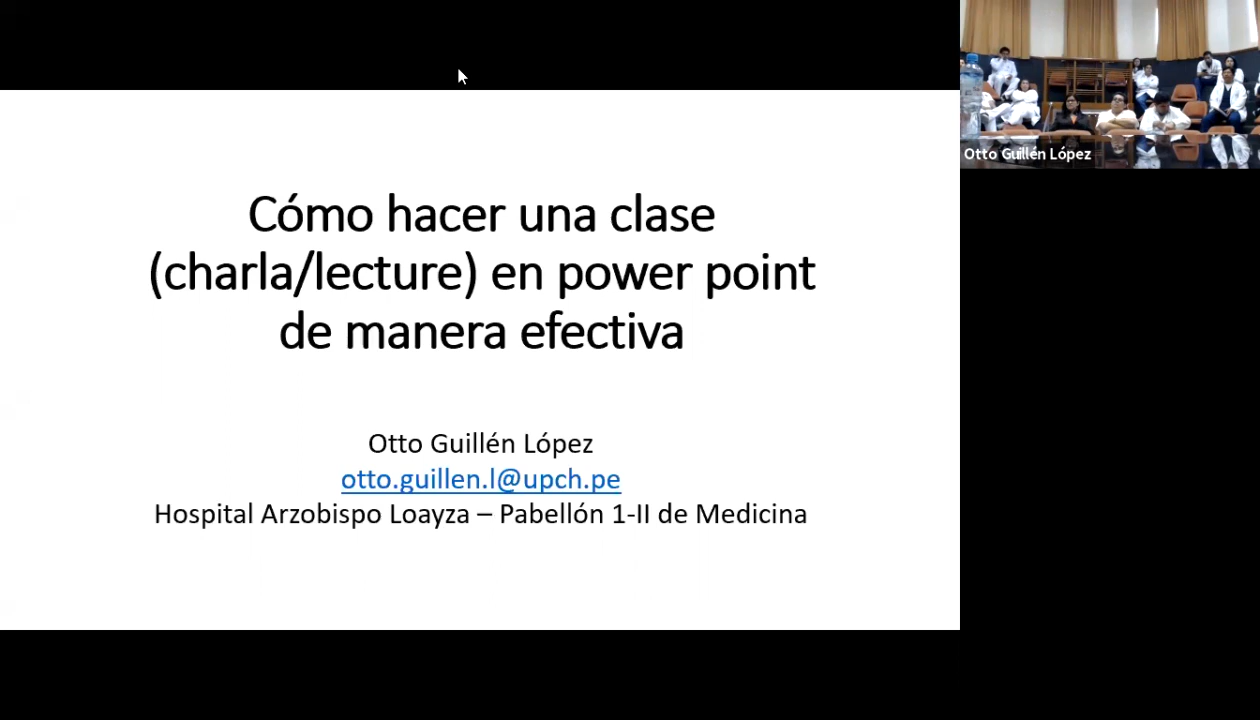 Cómo hacer una clase
(charla/lecture) en power point
de manera efectiva
Otto Guillén López
otto.guillen.l@upch.pe
Hospital Arzobispo Loayza – Pabellón 1-II de Medicina
Otto Guillén López